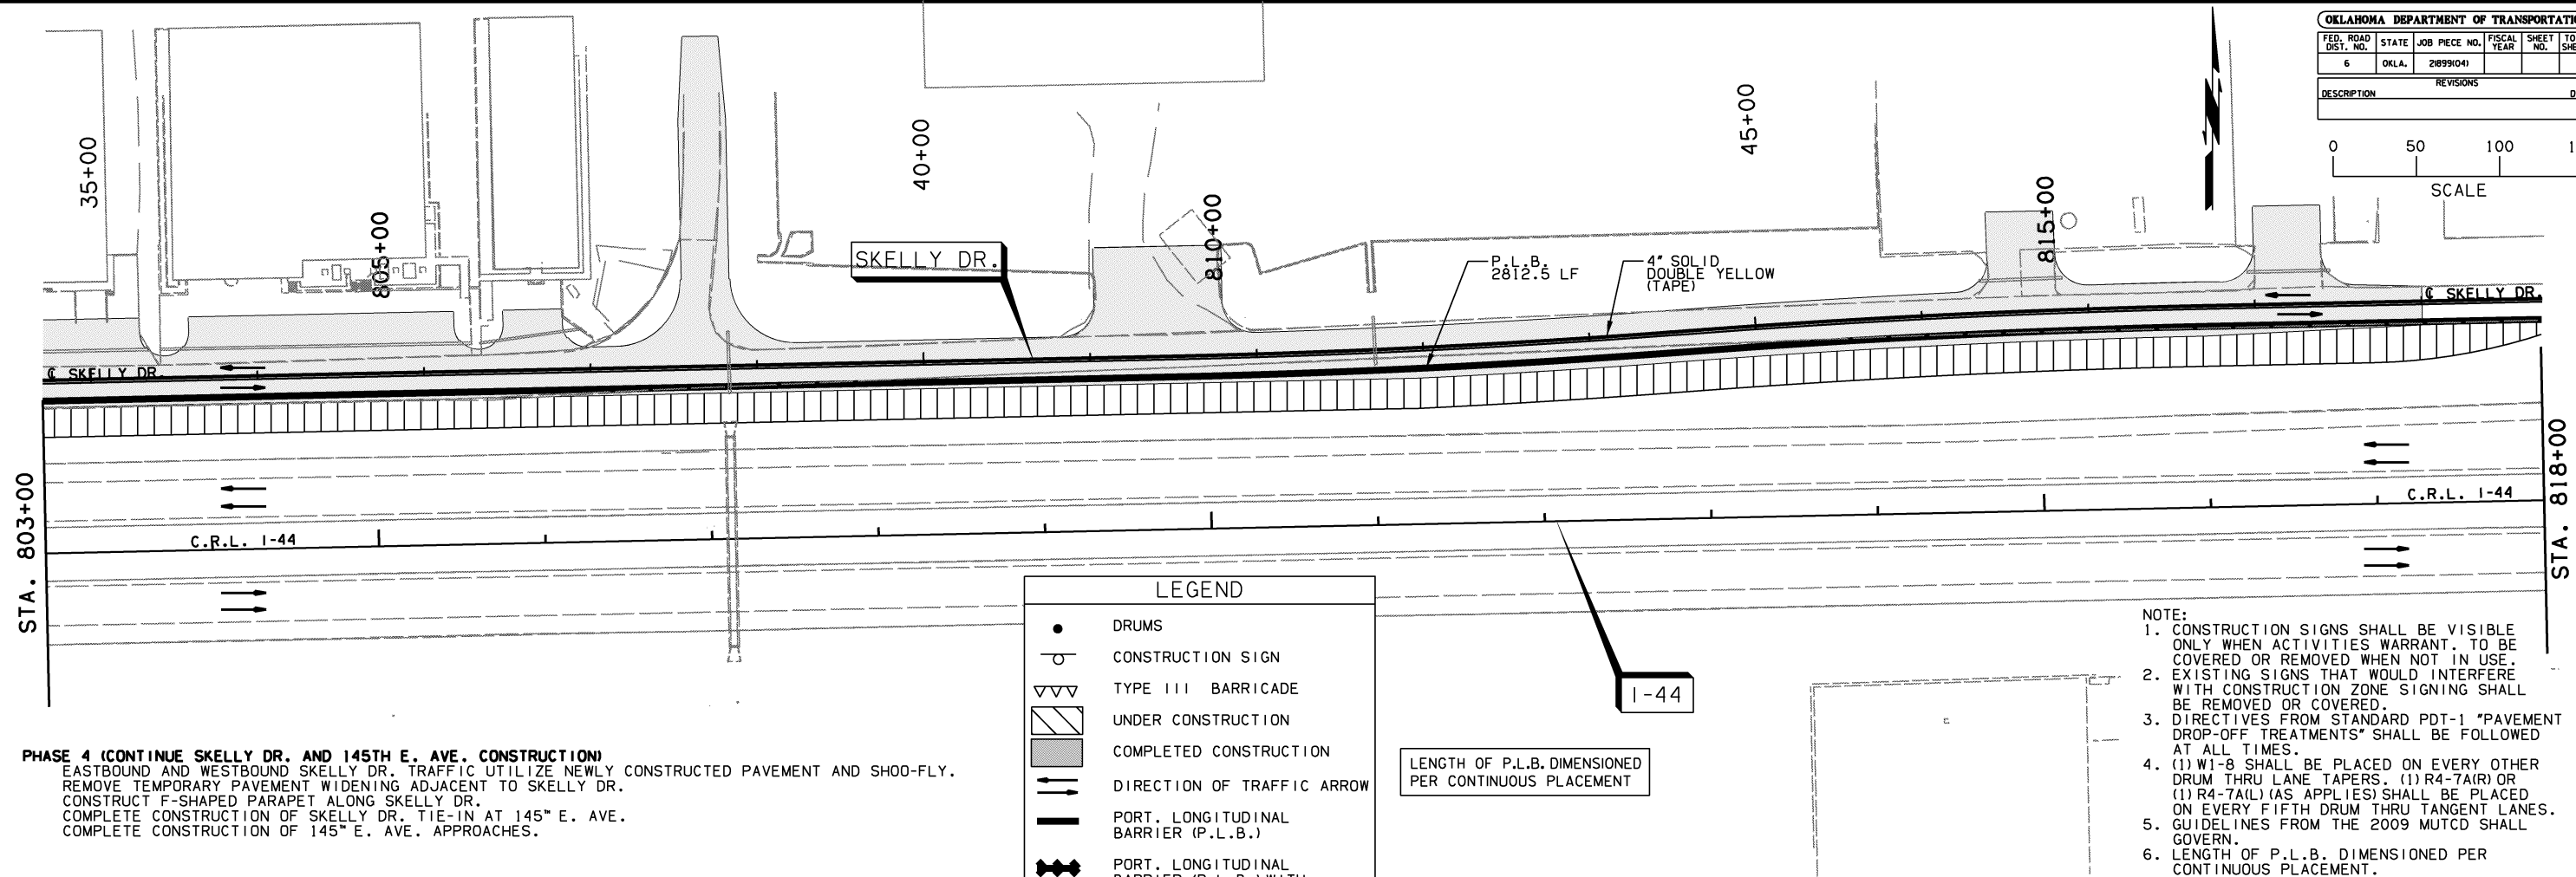 OKLAHOMA DEPARTMENT OF TRANSPORTATI
FED. ROAD DIST. NO.
STATE
JOB PIECE NO.
FISCAL YEAR
SHEET NO.
6
OKLA.
21899(04)
REVISIONS
DESCRIPTION
0 50 100
SCALE
35+00
805+00
40+00
810+00
45+00
815+00
SKELLY DR.
P.L.B.
2812.5 LF
4" SOLID
DOUBLE YELLOW
(TAPE)
℄ SKELLY DR.
℄ SKELLY DR.
STA. 803+00
STA. 818+00
C.R.L. I-44
C.R.L. I-44
I-44
LEGEND
DRUMS
CONSTRUCTION SIGN
TYPE III BARRICADE
UNDER CONSTRUCTION
COMPLETED CONSTRUCTION
DIRECTION OF TRAFFIC ARROW
PORT. LONGITUDINAL
BARRIER (P.L.B.)
PORT. LONGITUDINAL
BARRIER (P.L.B.) WITH
LENGTH OF P.L.B. DIMENSIONED
PER CONTINUOUS PLACEMENT
PHASE 4 (CONTINUE SKELLY DR. AND 145TH E. AVE. CONSTRUCTION)
EASTBOUND AND WESTBOUND SKELLY DR. TRAFFIC UTILIZE NEWLY CONSTRUCTED PAVEMENT AND SHOO-FLY.
REMOVE TEMPORARY PAVEMENT WIDENING ADJACENT TO SKELLY DR.
CONSTRUCT F-SHAPED PARAPET ALONG SKELLY DR.
COMPLETE CONSTRUCTION OF SKELLY DR. TIE-IN AT 145TH E. AVE.
COMPLETE CONSTRUCTION OF 145TH E. AVE. APPROACHES.
NOTE:
1. CONSTRUCTION SIGNS SHALL BE VISIBLE
ONLY WHEN ACTIVITIES WARRANT. TO BE
COVERED OR REMOVED WHEN NOT IN USE.
2. EXISTING SIGNS THAT WOULD INTERFERE
WITH CONSTRUCTION ZONE SIGNING SHALL
BE REMOVED OR COVERED.
3. DIRECTIVES FROM STANDARD PDT-1 "PAVEMENT
DROP-OFF TREATMENTS" SHALL BE FOLLOWED
AT ALL TIMES.
4. (1) W1-8 SHALL BE PLACED ON EVERY OTHER
DRUM THRU LANE TAPERS. (1) R4-7A(R) OR
(1) R4-7A(L) (AS APPLIES) SHALL BE PLACED
ON EVERY FIFTH DRUM THRU TANGENT LANES.
5. GUIDELINES FROM THE 2009 MUTCD SHALL
GOVERN.
6. LENGTH OF P.L.B. DIMENSIONED PER
CONTINUOUS PLACEMENT.